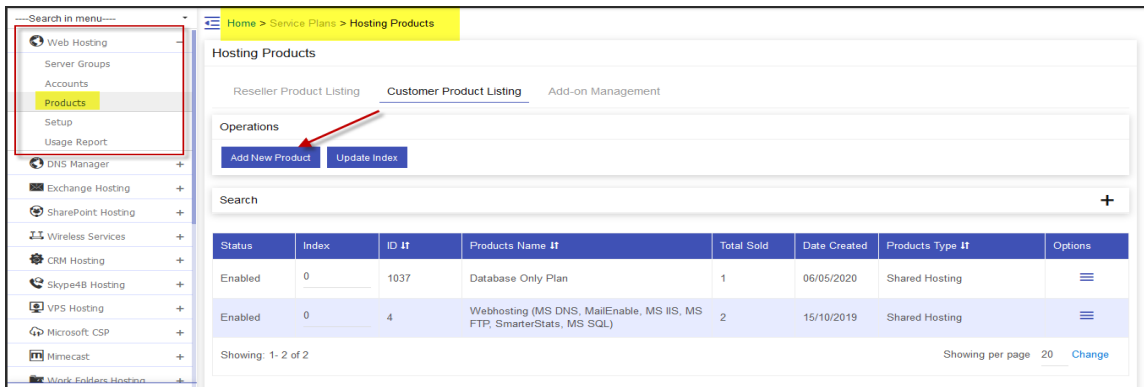 ----Search in menu----
Home > Service Plans > Hosting Products
Web Hosting
Server Groups
Accounts
Products
Setup
Usage Report
DNS Manager
Exchange Hosting
SharePoint Hosting
Wireless Services
CRM Hosting
Skype4B Hosting
VPS Hosting
Microsoft CSP
Mimecast
Work Folders Hosting
Hosting Products
Reseller Product Listing Customer Product Listing Add-on Management
Operations
Add New Product Update Index
Search
Status Index ID Products Name Total Sold Date Created Products Type Options
Enabled 0 1037 Database Only Plan 1 06/05/2020 Shared Hosting
Enabled 0 4 Webhosting (MS DNS, MailEnable, MS IIS, MS 2 15/10/2019 Shared Hosting
FTP, SmarterStats, MS SQL)
Showing: 1- 2 of 2 Showing per page 20 Change